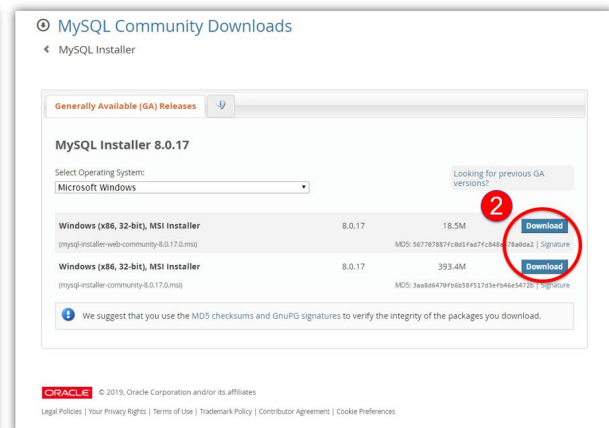 MySQL Community Downloads
MySQL Installer
Generally Available (GA) Releases
MySQL Installer 8.0.17
Select Operating System:
Microsoft Windows
Looking for previous GA
versions?
2
Windows (x86, 32-bit), MSI Installer 8.0.17 18.5M Download
(mysql-installer-web-community-8.0.17.0.msi) MD5: | Signature
Windows (x86, 32-bit), MSI Installer 8.0.17 393.4M Download
(mysql-installer-community-8.0.17.0.msi) MD5: | Signature
We suggest that you use the MD5 checksums and GnuPG signatures to verify the integrity of the packages you download.
ORACLE © 2019, Oracle Corporation and/or its affiliates
Legal Policies | Your Privacy Rights | Terms of Use | Trademark Policy | Contributor Agreement | Cookie Preferences